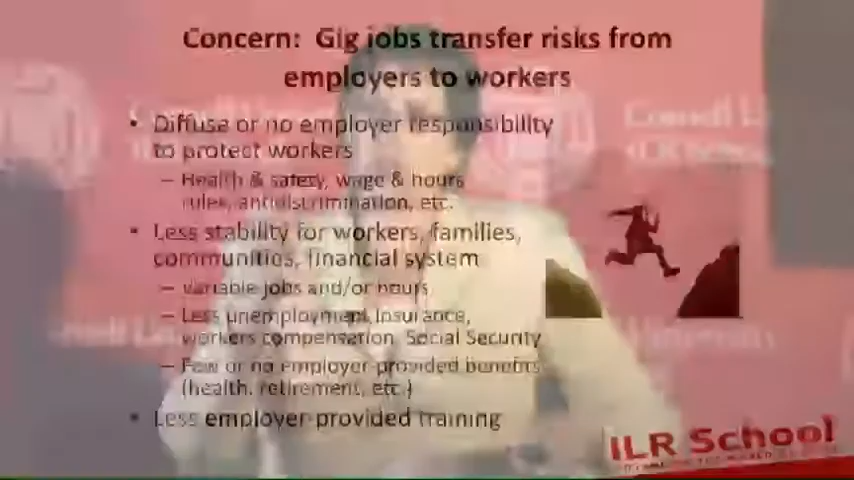 Concern: Gig jobs transfer risks from
employers to workers
• Diffuse or no employer responsibility
to protect workers
– Health & safety, wage & hours
rules, antidiscrimination, etc.
• Less stability for workers, families,
communities, financial system
– Variable jobs and/or hours
– Less unemployment insurance,
workers compensation, Social Security
– Few or no employer-provided benefits
(health, retirement, etc.)
• Less employer-provided training
ILR School